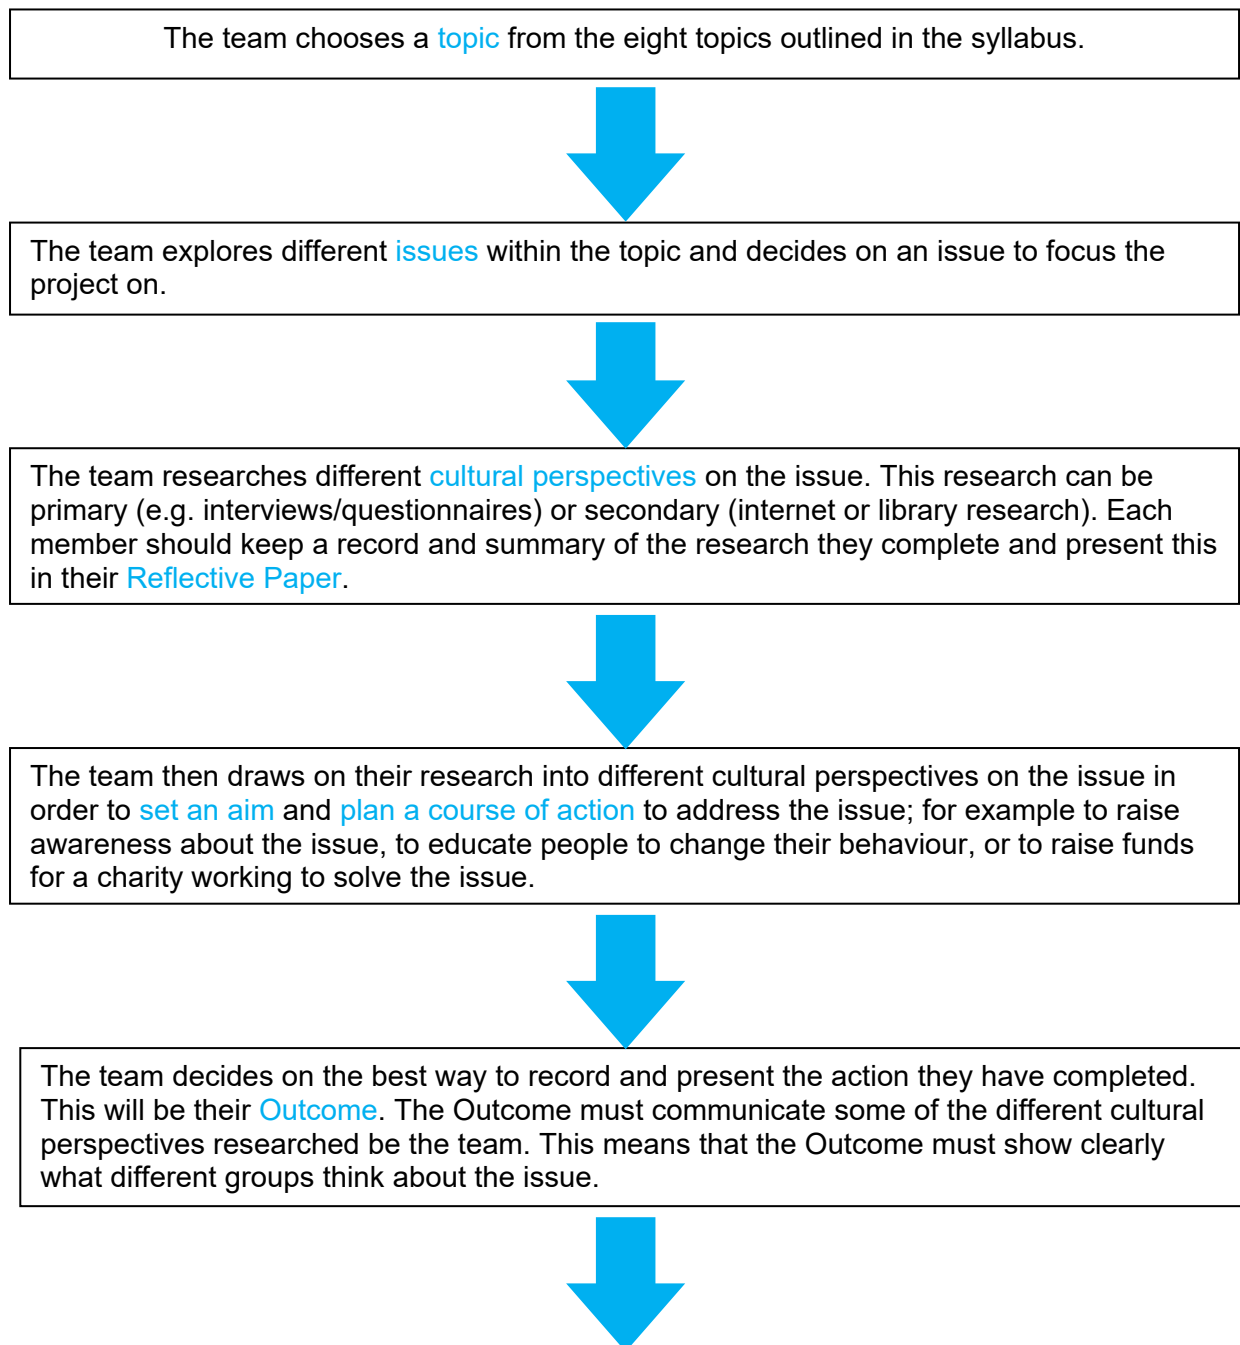 The team chooses a topic from the eight topics outlined in the syllabus.
The team explores different issues within the topic and decides on an issue to focus the
project on.
The team researches different cultural perspectives on the issue. This research can be
primary (e.g. interviews/questionnaires) or secondary (internet or library research). Each
member should keep a record and summary of the research they complete and present this
in their Reflective Paper.
The team then draws on their research into different cultural perspectives on the issue in
order to set an aim and plan a course of action to address the issue; for example to raise
awareness about the issue, to educate people to change their behaviour, or to raise funds
for a charity working to solve the issue.
The team decides on the best way to record and present the action they have completed.
This will be their Outcome. The Outcome must communicate some of the different cultural
perspectives researched be the team. This means that the Outcome must show clearly
what different groups think about the issue.